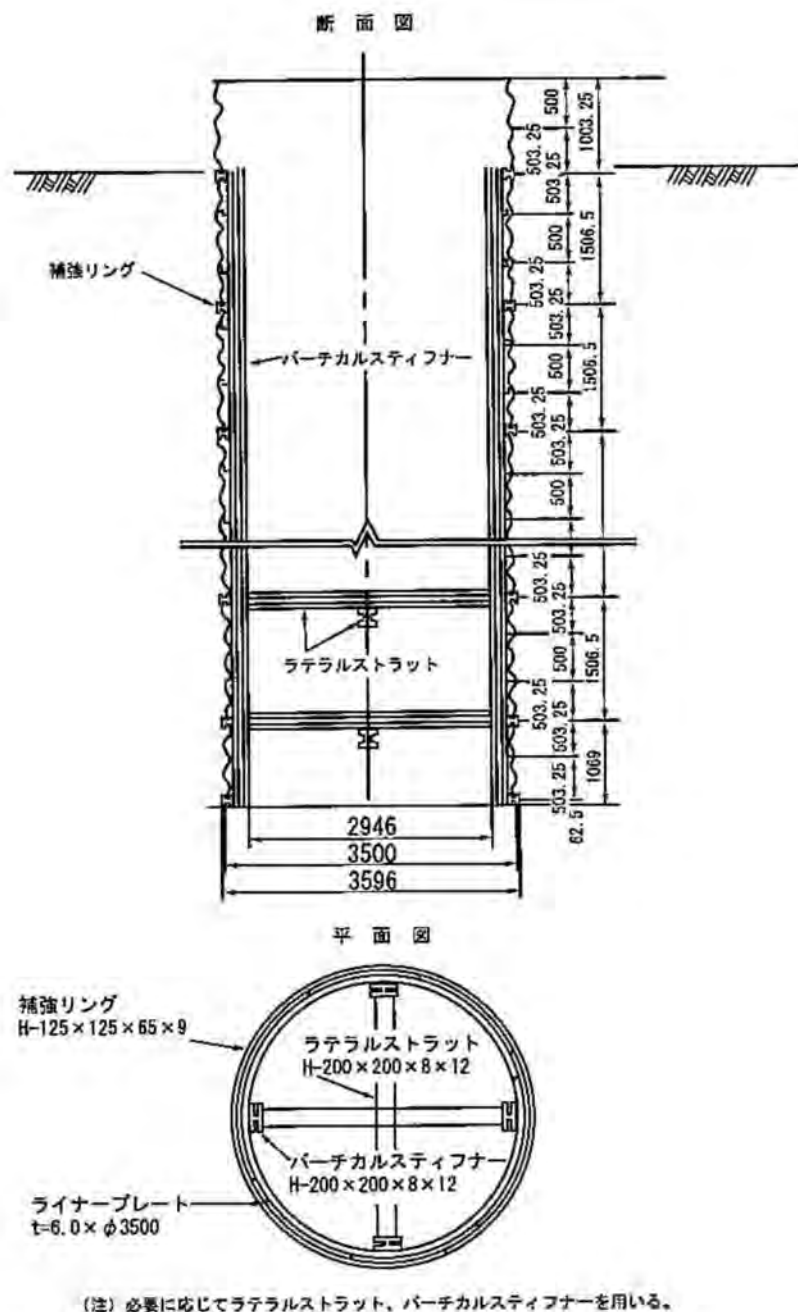 断面図
500
1003.25
503.25
503.25
500
1506.5
503.25
補強リング
503.25
バーチカルスティフナー
500
1506.5
503.25
503.25
500
503.25
503.25
ラテラルストラット
500
1506.5
503.25
503.25
1069
503.25
62.5
2946
3500
3596
平面図
補強リング
H-125×125×65×9
ラテラルストラット
H-200×200×8×12
バーチカルスティフナー
H-200×200×8×12
ライナープレート
t=6.0×φ3500
(注) 必要に応じてラテラルストラット、バーチカルスティフナーを用いる。